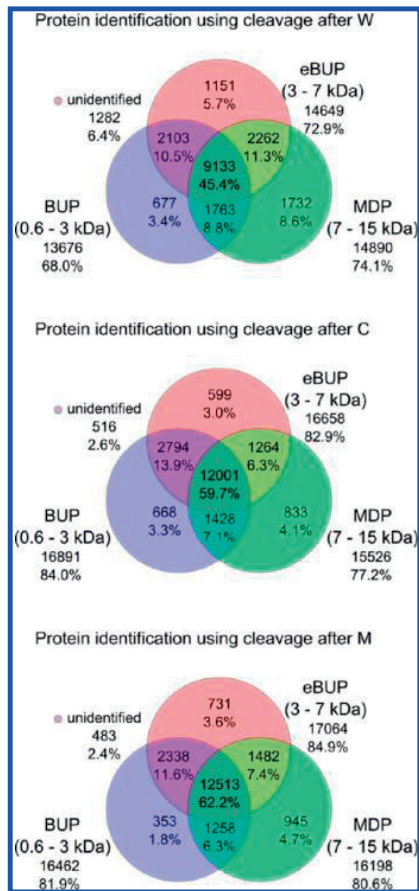 Protein identification using cleavage after W
eBUP
(3 - 7 kDa)
14649
72.9%
unidentified
1282
6.4%
1151
5.7%
2103
10.5%
2262
11.3%
9133
45.4%
677
3.4%
1763
8.8%
1732
8.6%
BUP
(0.6 - 3 kDa)
13676
68.0%
MDP
(7 - 15 kDa)
14890
74.1%
Protein identification using cleavage after C
eBUP
(3 - 7 kDa)
16658
82.9%
unidentified
516
2.6%
599
3.0%
2794
13.9%
1264
6.3%
12001
59.7%
668
3.3%
1428
7.1%
833
4.1%
BUP
(0.6 - 3 kDa)
16891
84.0%
MDP
(7 - 15 kDa)
15526
77.2%
Protein identification using cleavage after M
eBUP
(3 - 7 kDa)
17064
84.9%
unidentified
483
2.4%
731
3.6%
2338
11.6%
1482
7.4%
12513
62.2%
353
1.8%
1258
6.3%
945
4.7%
BUP
(0.6 - 3 kDa)
16462
81.9%
MDP
(7 - 15 kDa)
16198
80.6%